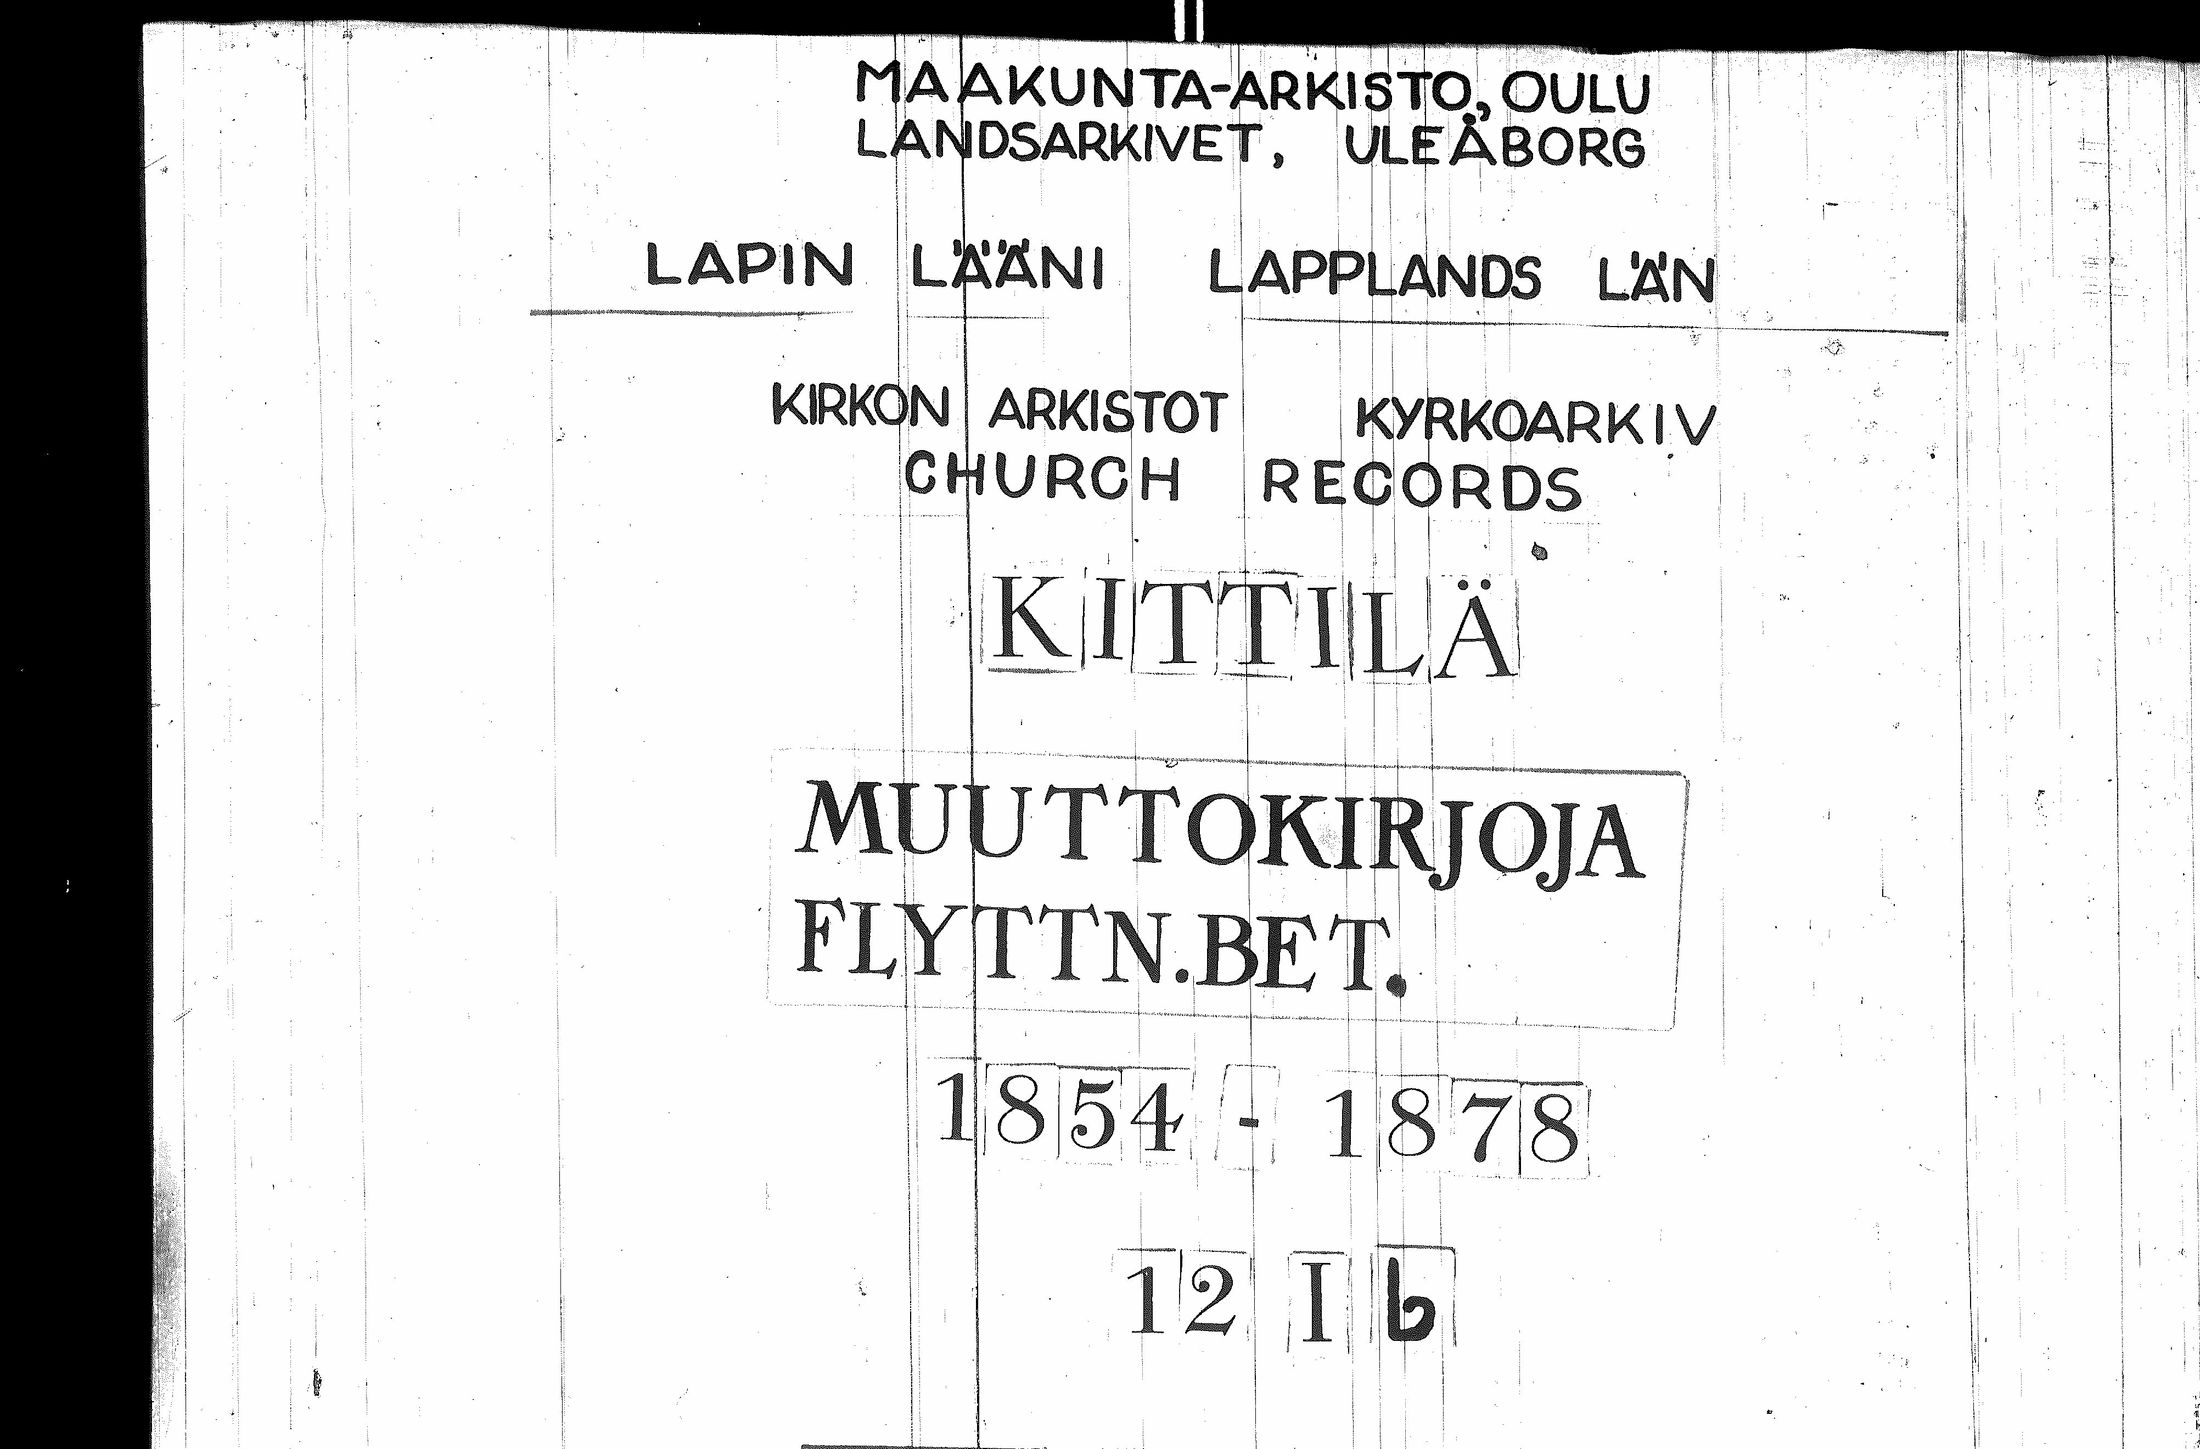 MAAKUNTA-ARKISTO, OULU
LANDSARKIVET, ULEÅBORG
LAPIN LÄÄNI LAPPLANDS LÄN
KIRKON ARKISTOT KYRKOARKIV
CHURCH RECORDS
KITTILÄ
MUUTTOKIRJOJA
FLYTTN.BET.
1854 - 1878
12 I b